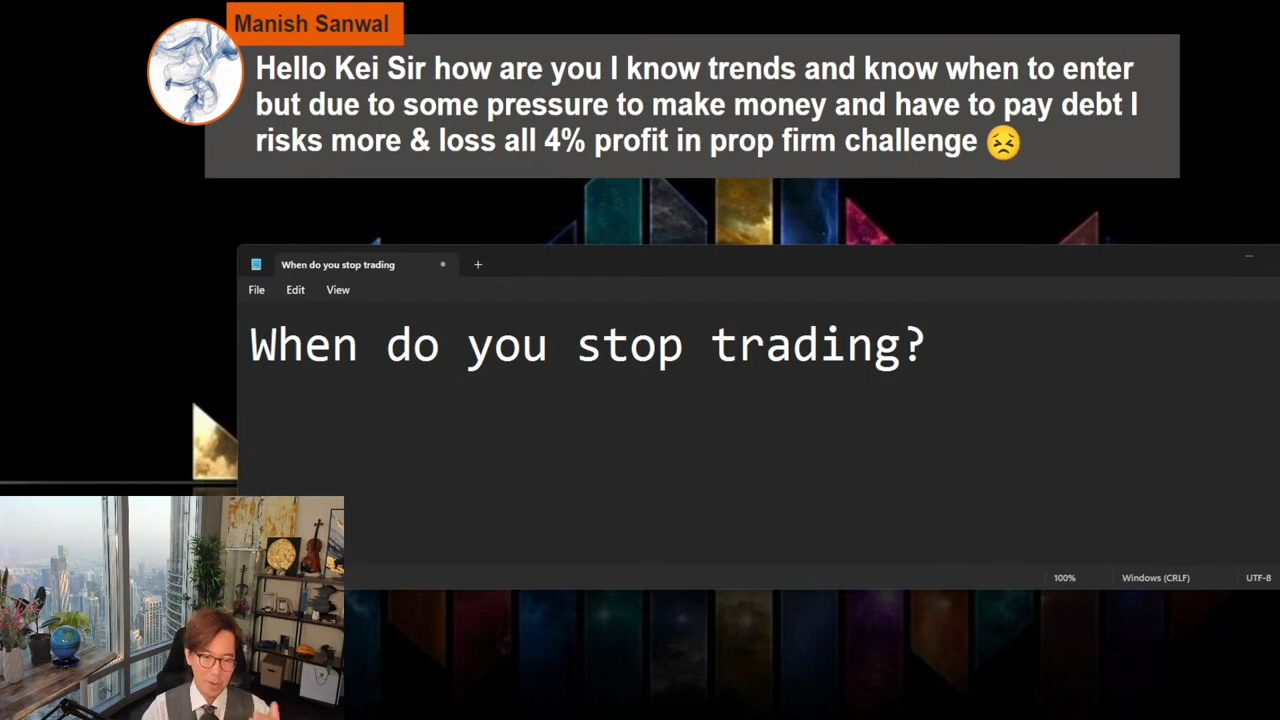 Manish Sanwal
Hello Kei Sir how are you I know trends and know when to enter
but due to some pressure to make money and have to pay debt I
risks more & loss all 4% profit in prop firm challenge 😣
When do you stop trading
File Edit View
When do you stop trading?
100% Windows (CRLF) UTF-8